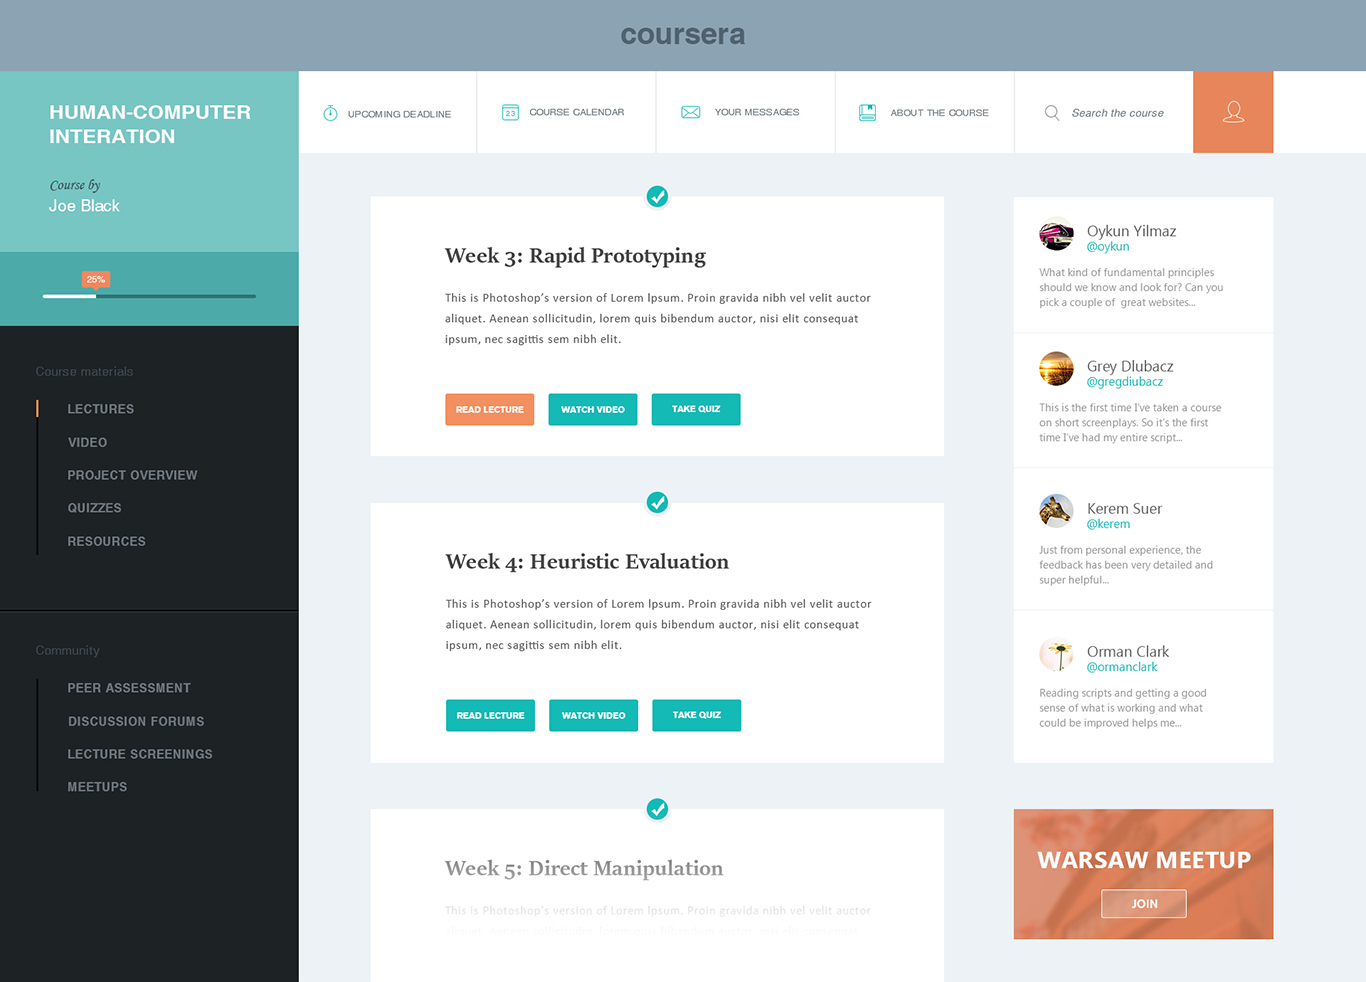 coursera
HUMAN-COMPUTER
INTERATION
Course by
Joe Black
25%
Course materials
LECTURES
VIDEO
PROJECT OVERVIEW
QUIZZES
RESOURCES
Community
PEER ASSESSMENT
DISCUSSION FORUMS
LECTURE SCREENINGS
MEETUPS
UPCOMING DEADLINE
23
COURSE CALENDAR
YOUR MESSAGES
ABOUT THE COURSE
Search the course
Week 3: Rapid Prototyping
This is Photoshop's version of Lorem Ipsum. Proin gravida nibh vel velit auctor
aliquet. Aenean sollicitudin, lorem quis bibendum auctor, nisi elit consequat
ipsum, nec sagittis sem nibh elit.
READ LECTURE
WATCH VIDEO
TAKE QUIZ
Week 4: Heuristic Evaluation
This is Photoshop's version of Lorem Ipsum. Proin gravida nibh vel velit auctor
aliquet. Aenean sollicitudin, lorem quis bibendum auctor, nisi elit consequat
ipsum, nec sagittis sem nibh elit.
READ LECTURE
WATCH VIDEO
TAKE QUIZ
Week 5: Direct Manipulation
This is Photoshop's version of Lorem Ipsum. Proin gravida nibh vel velit auctor
aliquet. Aenean sollicitudin, lorem quis bibendum auctor, nisi elit consequat
Oykun Yilmaz
@oykun
What kind of fundamental principles
should we know and look for? Can you
pick a couple of great websites...
Grey Dlubacz
@gregdiubacz
This is the first time I've taken a course
on short screenplays. So it's the first
time I've had my entire script...
Kerem Suer
@kerem
Just from personal experience, the
feedback has been very detailed and
super helpful...
Orman Clark
@ormanclark
Reading scripts and getting a good
sense of what is working and what
could be improved helps me...
WARSAW MEETUP
JOIN